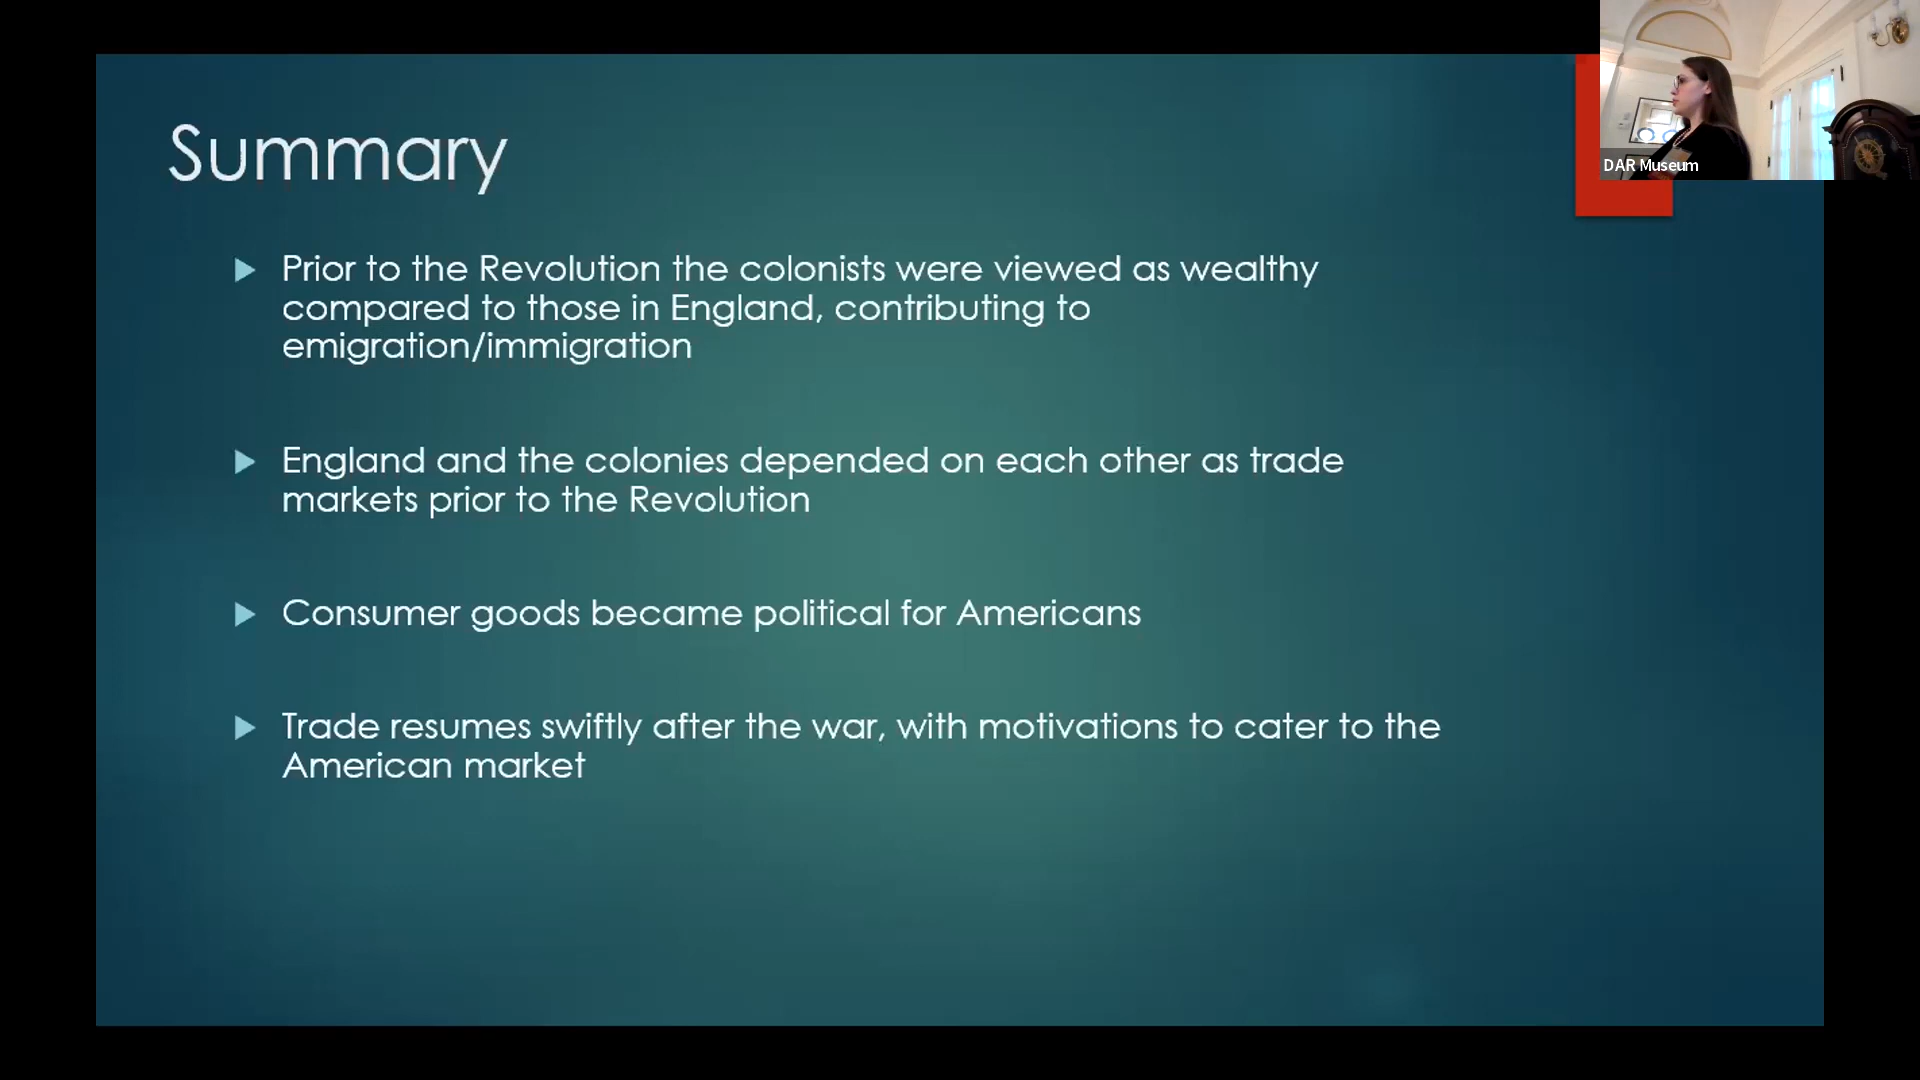 Summary
Prior to the Revolution the colonists were viewed as wealthy
compared to those in England, contributing to
emigration/immigration
England and the colonies depended on each other as trade
markets prior to the Revolution
Consumer goods became political for Americans
Trade resumes swiftly after the war, with motivations to cater to the
American market
DAR Museum